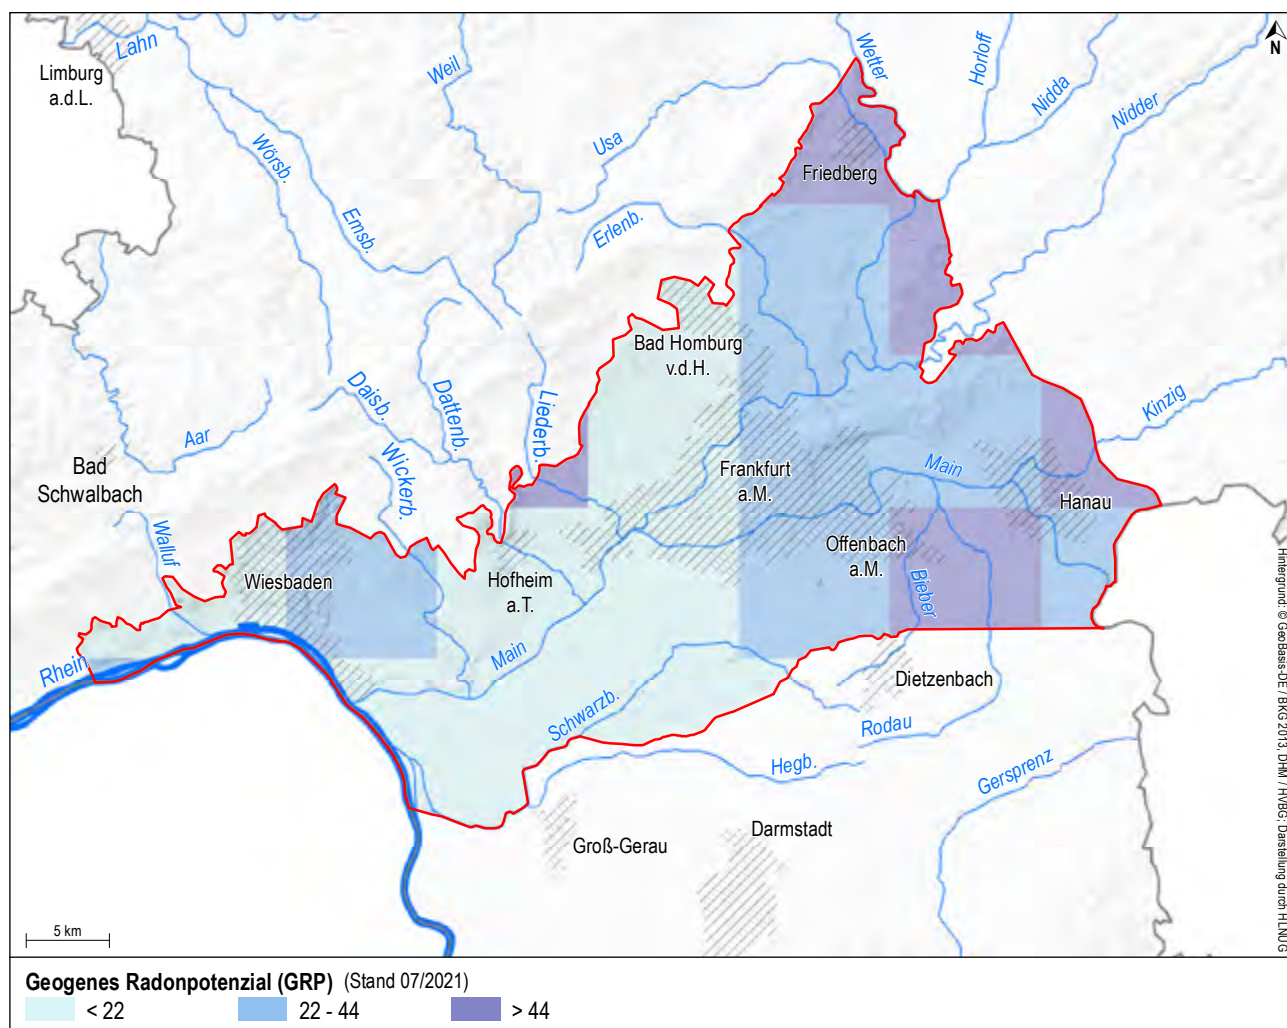 Lahn
Limburg
a.d.L.
Weil
Wetter
Horloff
Nidda
Nidder
N
Usa
Wörsb.
Emsb.
Friedberg
Erlenb.
Bad Homburg
v.d.H.
Daisb.
Dattenb.
Liederb.
Aar
Wickerb.
Kinzig
Bad
Schwalbach
Frankfurt
a.M.
Main
Hanau
Walluf
Wiesbaden
Hofheim
a.T.
Offenbach
a.M.
Bieber
Rhein
Main
Dietzenbach
Schwarzb.
Rodau
Hegb.
Gersprenz
Groß-Gerau
Darmstadt
5 km
Hintergrund: © GeoBasis-DE / BKG 2013, DHM / HVBG; Darstellung durch HLNUG
Geogenes Radonpotenzial (GRP) (Stand 07/2021)
< 22 22 - 44 > 44